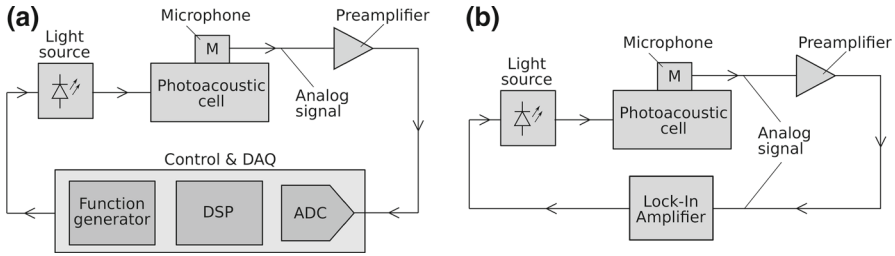 (a)
Microphone
Preamplifier
Light
source
M
Photoacoustic
cell
Analog
signal
Control & DAQ
Function
generator
DSP
ADC
(b)
Microphone
Preamplifier
Light
source
M
Photoacoustic
cell
Analog
signal
Lock-In
Amplifier